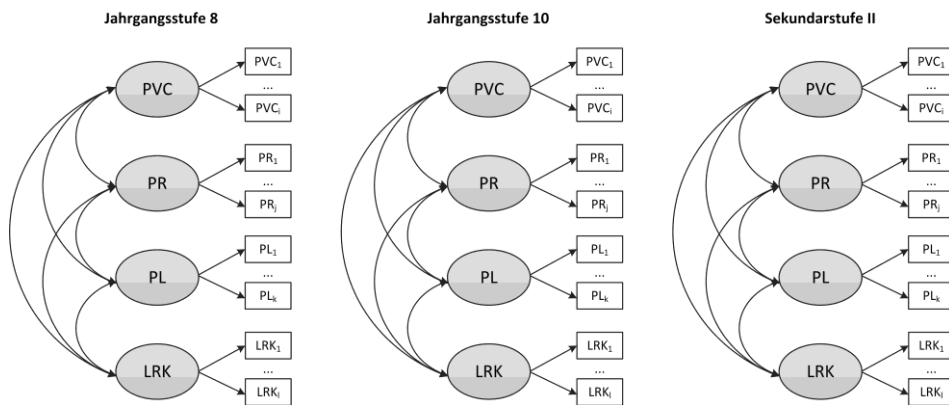 Jahrgangsstufe 8
PVC
PVC₁
...
PVCᵢ
PR
PR₁
...
PRⱼ
PL
PL₁
...
PLₖ
LRK
LRK₁
...
LRKₗ
Jahrgangsstufe 10
PVC
PVC₁
...
PVCᵢ
PR
PR₁
...
PRⱼ
PL
PL₁
...
PLₖ
LRK
LRK₁
...
LRKₗ
Sekundarstufe II
PVC
PVC₁
...
PVCᵢ
PR
PR₁
...
PRⱼ
PL
PL₁
...
PLₖ
LRK
LRK₁
...
LRKₗ